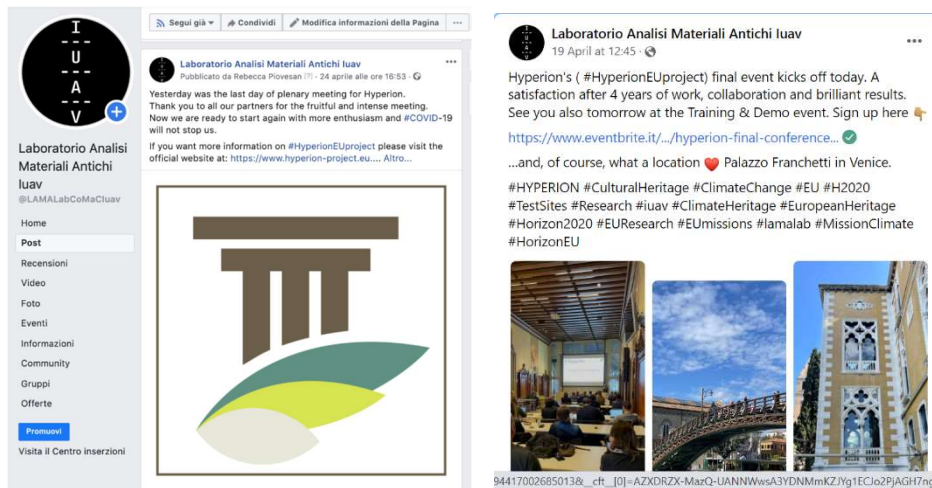 I
U
A
V
Laboratorio Analisi
Materiali Antichi
Iuav
@LAMALabCoMaCIuav
Home
Post
Recensioni
Video
Foto
Eventi
Informazioni
Community
Gruppi
Offerte
Promuovi
Visita il Centro inserzioni
Segui già
Condividi
Modifica informazioni della Pagina
Laboratorio Analisi Materiali Antichi Iuav
Pubblicato da Rebecca Piovesan [?] · 24 aprile alle ore 16:53 ·
Yesterday was the last day of plenary meeting for Hyperion.
Thank you to all our partners for the fruitful and intense meeting.
Now we are ready to start again with more enthusiasm and #COVID-19
will not stop us.
If you want more information on #HyperionEUproject please visit the
official website at: https://www.hyperion-project.eu.... Altro...
Laboratorio Analisi Materiali Antichi Iuav
19 April at 12:45 ·
Hyperion's ( #HyperionEUproject) final event kicks off today. A
satisfaction after 4 years of work, collaboration and brilliant results.
See you also tomorrow at the Training & Demo event. Sign up here 👇
https://www.eventbrite.it/.../hyperion-final-conference...
...and, of course, what a location ❤️ Palazzo Franchetti in Venice.
#HYPERION #CulturalHeritage #ClimateChange #EU #H2020
#TestSites #Research #iuav #ClimateHeritage #EuropeanHeritage
#Horizon2020 #EUResearch #EUmissions #lamalab #MissionClimate
#HorizonEU